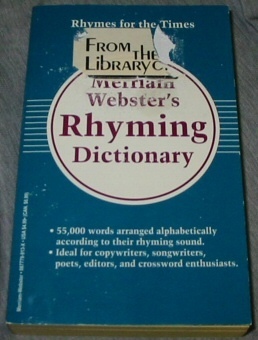 Rhymes for the Times
FROM THE
LIBRARY O
Merriam
Webster's
Rhyming
Dictionary
• 55,000 words arranged alphabetically
according to their rhyming sound.
• Ideal for copywriters, songwriters,
poets, editors, and crossword enthusiasts.